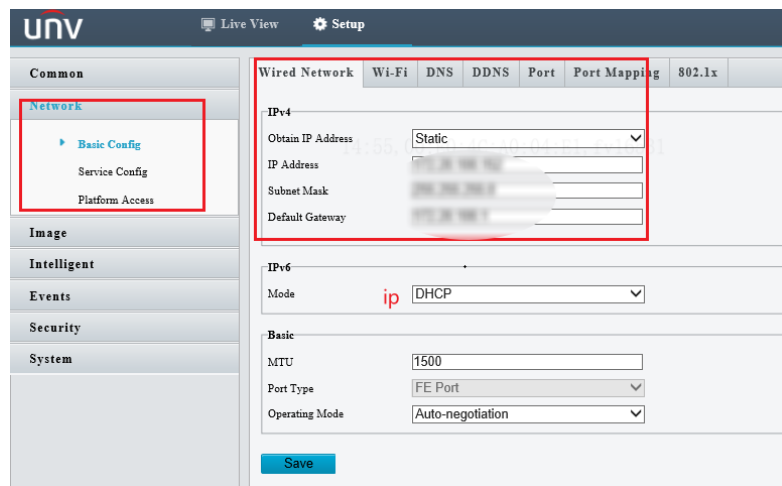 unv
Live View
Setup
Common
Network
Basic Config
Service Config
Platform Access
Image
Intelligent
Events
Security
System
Wired Network Wi-Fi DNS DDNS Port Port Mapping 802.1x
IPv4
Obtain IP Address Static
IP Address
Subnet Mask
Default Gateway
IPv6
Mode ip DHCP
Basic
MTU 1500
Port Type FE Port
Operating Mode Auto-negotiation
Save